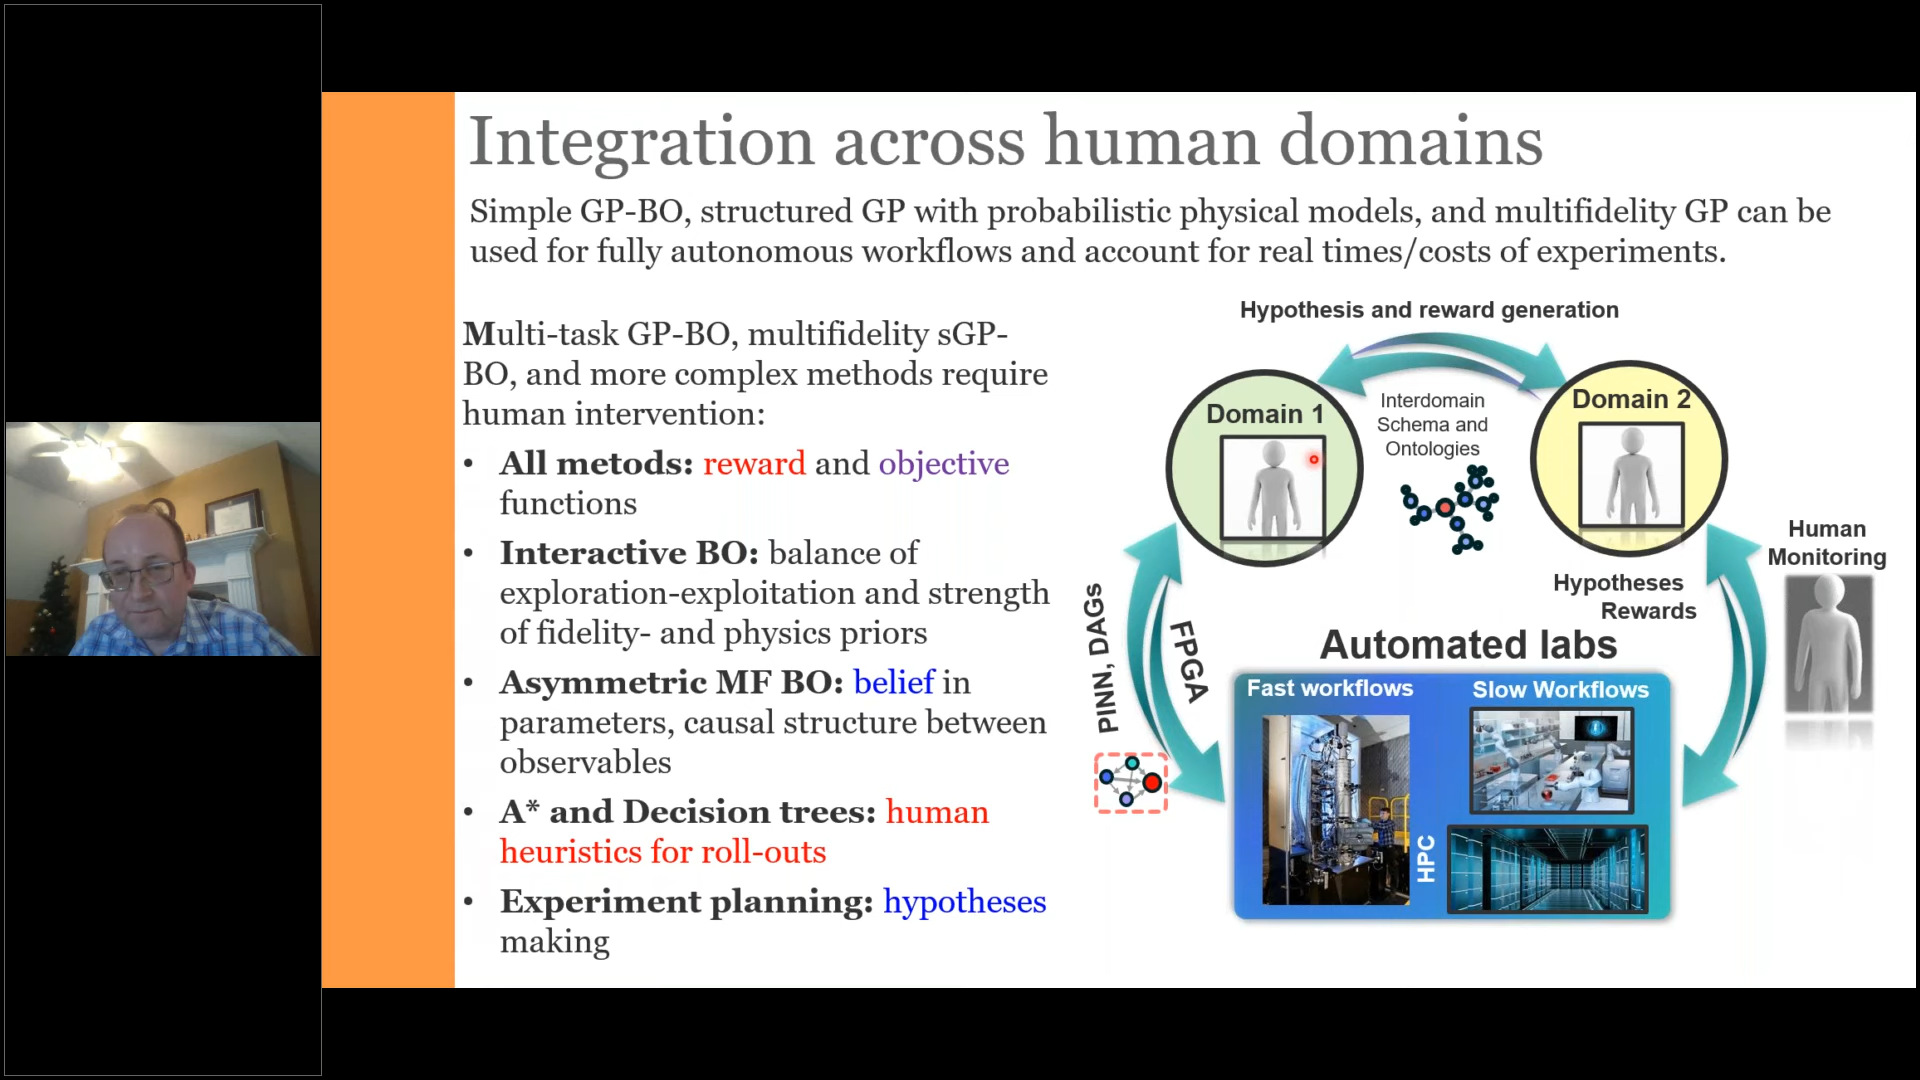 Integration across human domains
Simple GP-BO, structured GP with probabilistic physical models, and multifidelity GP can be
used for fully autonomous workflows and account for real times/costs of experiments.
Multi-task GP-BO, multifidelity sGP-
BO, and more complex methods require
human intervention:
• All metods: reward and objective
functions
• Interactive BO: balance of
exploration-exploitation and strength
of fidelity- and physics priors
• Asymmetric MF BO: belief in
parameters, causal structure between
observables
• A* and Decision trees: human
heuristics for roll-outs
• Experiment planning: hypotheses
making
Hypothesis and reward generation
Domain 1
Interdomain
Schema and
Ontologies
Domain 2
Human
Monitoring
Hypotheses
Rewards
PINN, DAGs
FPGA
Automated labs
Fast workflows
Slow Workflows
HPC